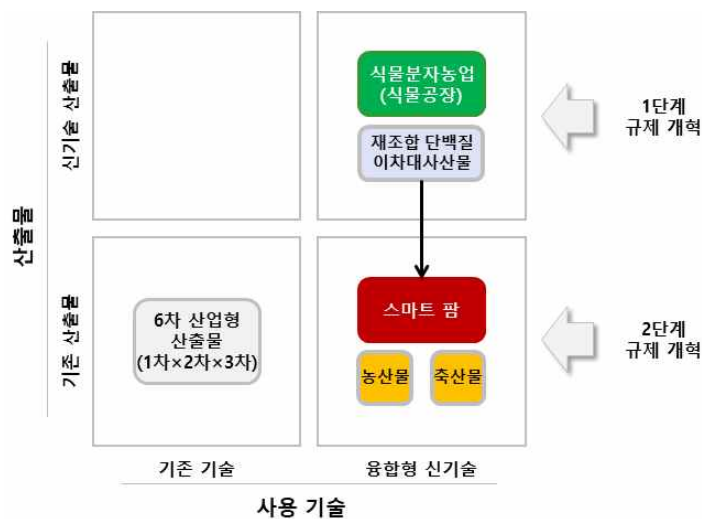 산출물
신기술 산출물
식물분자농업
(식물공장)
재조합 단백질
이차대사산물
1단계
규제 개혁
기존 산출물
6차 산업형
산출물
(1차×2차×3차)
스마트 팜
농산물
축산물
2단계
규제 개혁
기존 기술
융합형 신기술
사용 기술